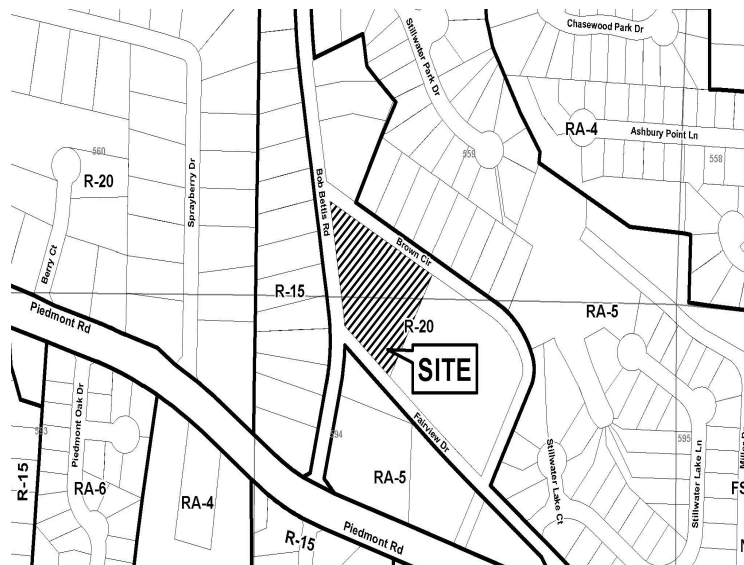 Chasewood Park Dr
Stillwater Park Dr
RA-4
Ashbury Point Ln
560
559
558
R-20
Sprayberry Dr
Bob Bettis Rd
Berry Ct
Brown Cir
R-15
R-20
RA-5
Piedmont Rd
SITE
Piedmont Oak Dr
Fairview Dr
593
594
595
R-15
RA-6
RA-4
RA-5
Stillwater Lake Ct
Stillwater Lake Ln
R-15
Piedmont Rd